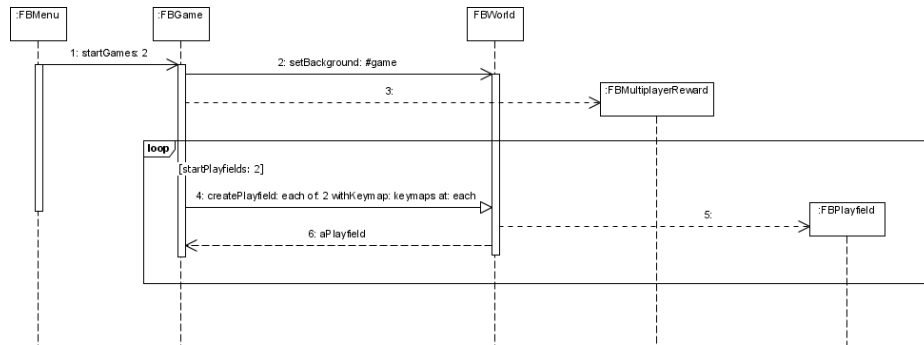 :FBMenu
:FBGame
FBWorld
1: startGames: 2
2: setBackground: #game
3:
:FBMultiplayerReward
loop
[startPlayfields: 2]
4: createPlayfield: each of: 2 withKeymap: keymaps at: each
5:
:FBPlayfield
6: aPlayfield